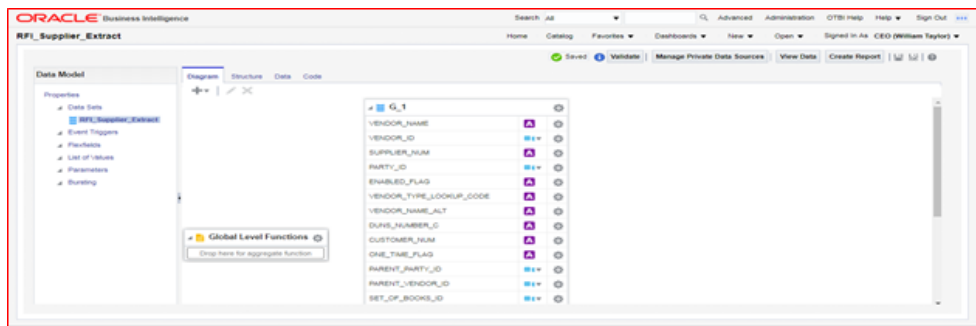 ORACLE Business Intelligence Search All Advanced Administration OTBI Help Help Sign Out
RFI_Supplier_Extract Home Catalog Favorites Dashboards New Open Signed In As CEO (William Taylor)
Saved Validate Manage Private Data Sources View Data Create Report
Data Model Diagram Structure Data Code
Properties
Data Sets
RFI_Supplier_Extract
Event Triggers
Flexfields
List of Values
Parameters
Bursting
G_1
VENDOR_NAME
VENDOR_ID
SUPPLIER_NUM
PARTY_ID
ENABLED_FLAG
VENDOR_TYPE_LOOKUP_CODE
VENDOR_NAME_ALT
DUNS_NUMBER_C
CUSTOMER_NUM
ONE_TIME_FLAG
PARENT_PARTY_ID
PARENT_VENDOR_ID
SET_OF_BOOKS_ID
Global Level Functions
Drop here for aggregate function